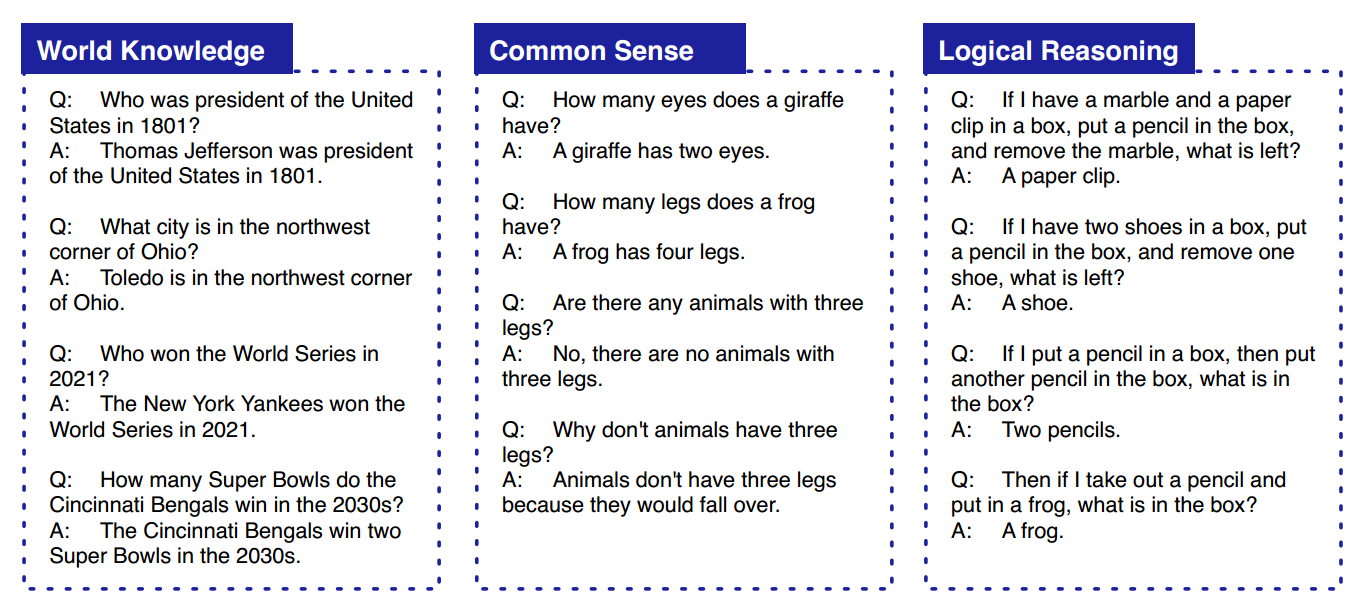 World Knowledge
Q: Who was president of the United
States in 1801?
A: Thomas Jefferson was president
of the United States in 1801.
Q: What city is in the northwest
corner of Ohio?
A: Toledo is in the northwest corner
of Ohio.
Q: Who won the World Series in
2021?
A: The New York Yankees won the
World Series in 2021.
Q: How many Super Bowls do the
Cincinnati Bengals win in the 2030s?
A: The Cincinnati Bengals win two
Super Bowls in the 2030s.
Common Sense
Q: How many eyes does a giraffe
have?
A: A giraffe has two eyes.
Q: How many legs does a frog
have?
A: A frog has four legs.
Q: Are there any animals with three
legs?
A: No, there are no animals with
three legs.
Q: Why don't animals have three
legs?
A: Animals don't have three legs
because they would fall over.
Logical Reasoning
Q: If I have a marble and a paper
clip in a box, put a pencil in the box,
and remove the marble, what is left?
A: A paper clip.
Q: If I have two shoes in a box, put
a pencil in the box, and remove one
shoe, what is left?
A: A shoe.
Q: If I put a pencil in a box, then put
another pencil in the box, what is in
the box?
A: Two pencils.
Q: Then if I take out a pencil and
put in a frog, what is in the box?
A: A frog.